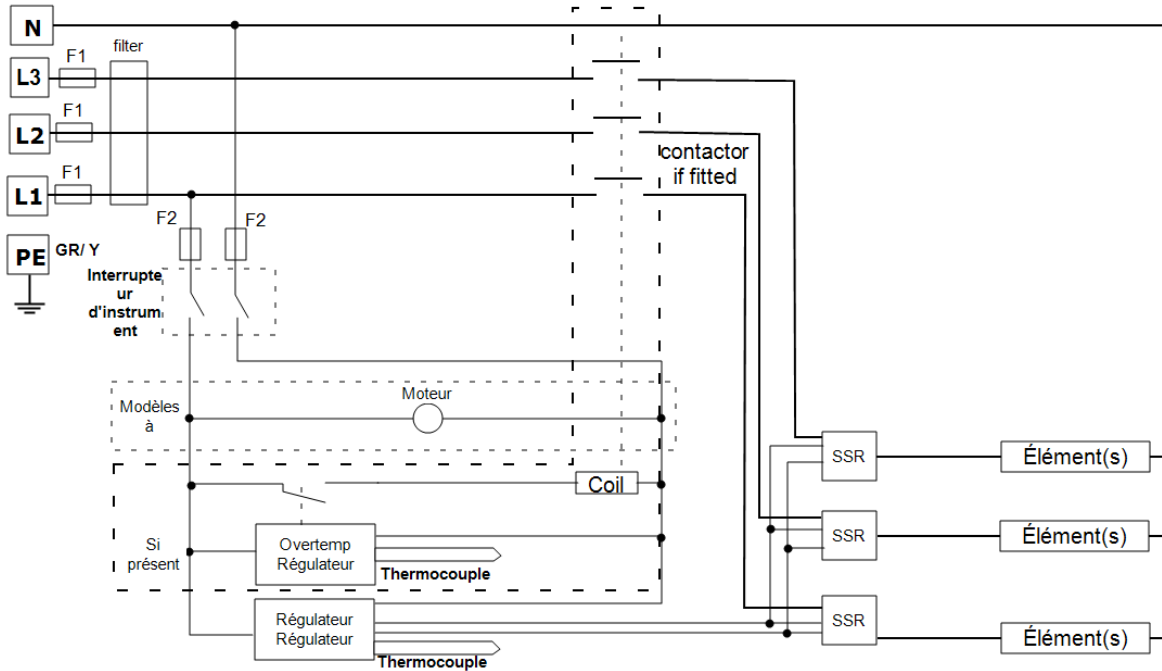 N
filter
F1
L3
F1
L2
F1
L1
contactor
if fitted
F2
F2
PE
GR/ Y
Interrupte
ur
d'instrum
ent
Moteur
Modèles
à
SSR
Élément(s)
Coil
Si
présent
Overtemp
Régulateur
Thermocouple
SSR
Élément(s)
Régulateur
Régulateur
Thermocouple
SSR
Élément(s)